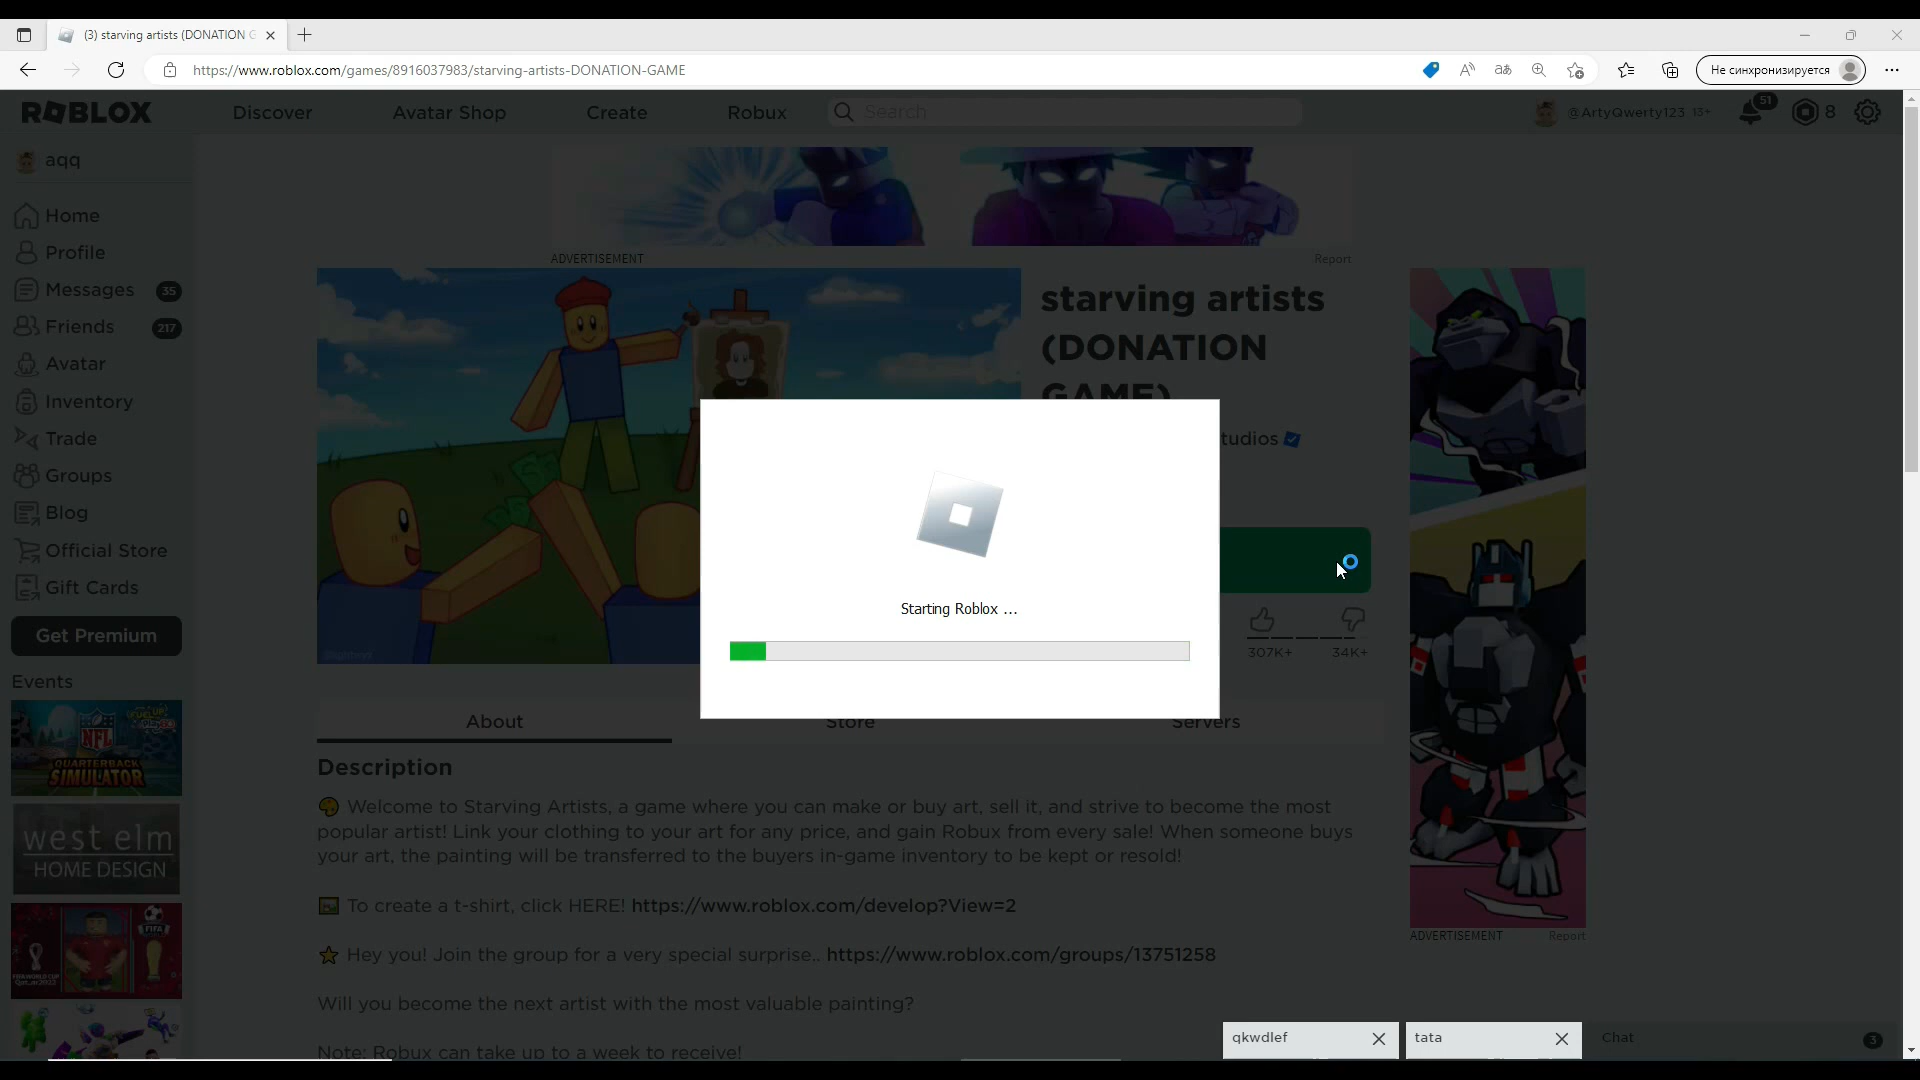 (3) starving artists (DONATION G
https://www.roblox.com/games/8916037983/starving-artists-DONATION-GAME
Не синхронизируется
ROBLOX
Discover
Avatar Shop
Create
Robux
Search
@ArtyQwerty123 13+
51
8
aqq
Home
Profile
Messages 35
Friends 217
Avatar
Inventory
Trade
Groups
Blog
Official Store
Gift Cards
Get Premium
Events
NFL
QUARTERBACK
SIMULATOR
west elm
HOME DESIGN
FIFA
ADVERTISEMENT
Report
starving artists
(DONATION
GAME)
tudios
307K+
34K+
Starting Roblox ...
About
Store
Servers
Description
Welcome to Starving Artists, a game where you can make or buy art, sell it, and strive to become the most
popular artist! Link your clothing to your art for any price, and gain Robux from every sale! When someone buys
your art, the painting will be transferred to the buyers in-game inventory to be kept or resold!
To create a t-shirt, click HERE! https://www.roblox.com/develop?View=2
Hey you! Join the group for a very special surprise.. https://www.roblox.com/groups/13751258
Will you become the next artist with the most valuable painting?
Note: Robux can take up to a week to receive!
ADVERTISEMENT
Report
qkwdlef
tata
Chat
3